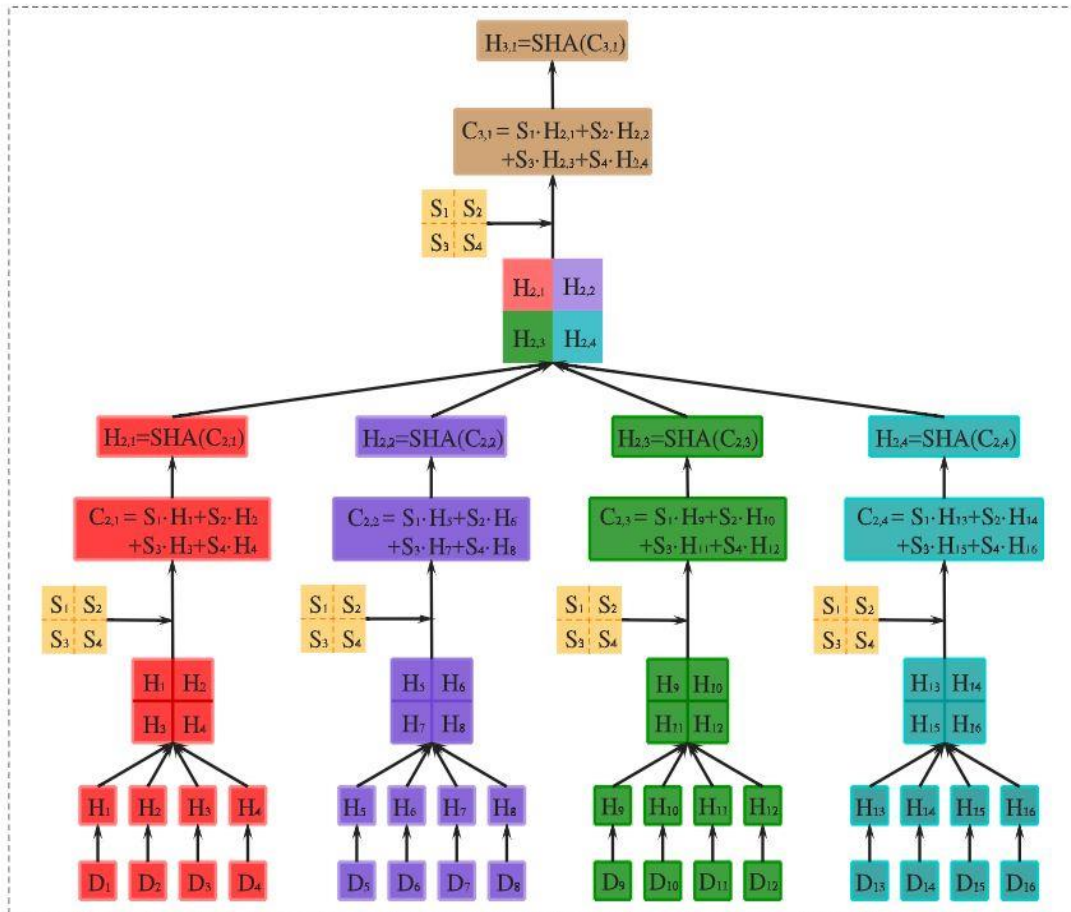 H3,1=SHA(C3,1)
C3,1= S1·H2,1+S2·H2,2
+S3·H2,3+S4·H2,4
S1 S2
S3 S4
H2,1 H2,2
H2,3 H2,4
H2,1=SHA(C2,1) H2,2=SHA(C2,2) H2,3=SHA(C2,3) H2,4=SHA(C2,4)
C2,1= S1·H1+S2·H2 C2,2= S1·H5+S2·H6 C2,3= S1·H9+S2·H10 C2,4= S1·H13+S2·H14
+S3·H3+S4·H4 +S3·H7+S4·H8 +S3·H11+S4·H12 +S3·H15+S4·H16
S1 S2 S1 S2 S1 S2 S1 S2
S3 S4 S3 S4 S3 S4 S3 S4
H1 H2 H5 H6 H9 H10 H13 H14
H3 H4 H7 H8 H11 H12 H15 H16
H1 H2 H3 H4 H5 H6 H7 H8 H9 H10 H11 H12 H13 H14 H15 H16
D1 D2 D3 D4 D5 D6 D7 D8 D9 D10 D11 D12 D13 D14 D15 D16